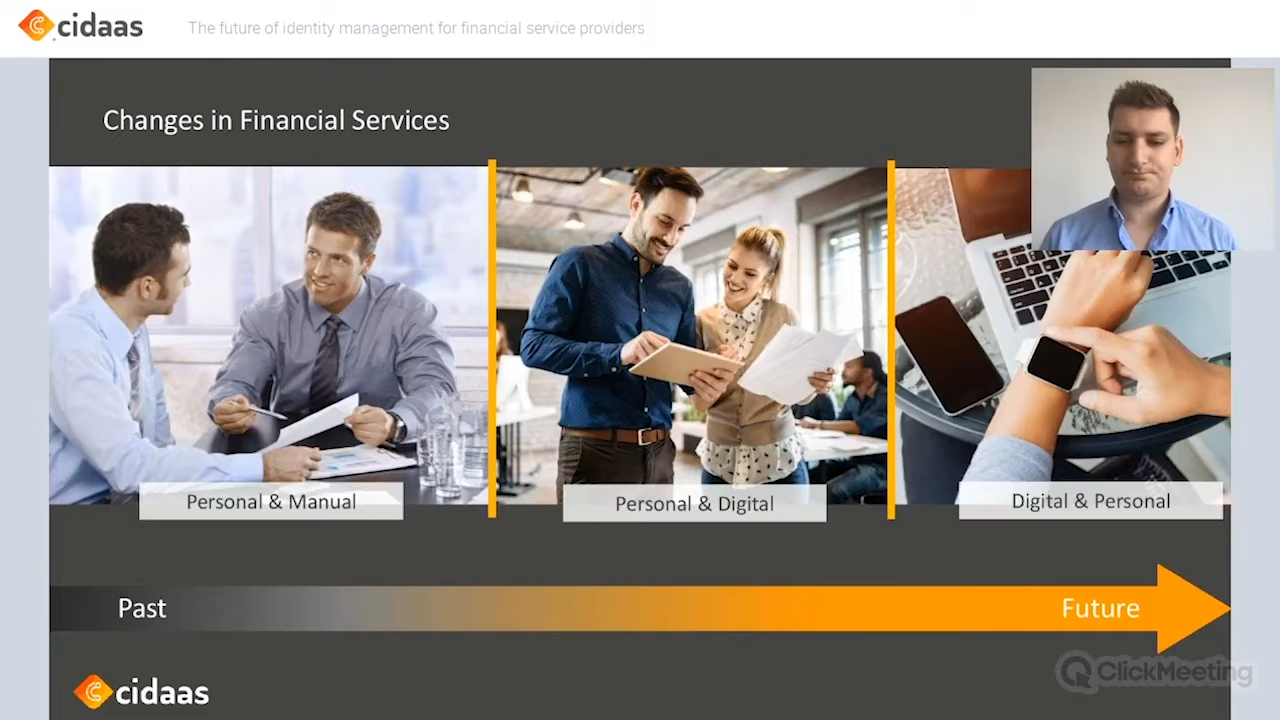 cidaas
The future of identity management for financial service providers
Changes in Financial Services
Personal & Manual
Personal & Digital
Digital & Personal
Past
Future
ClickMeeting
cidaas